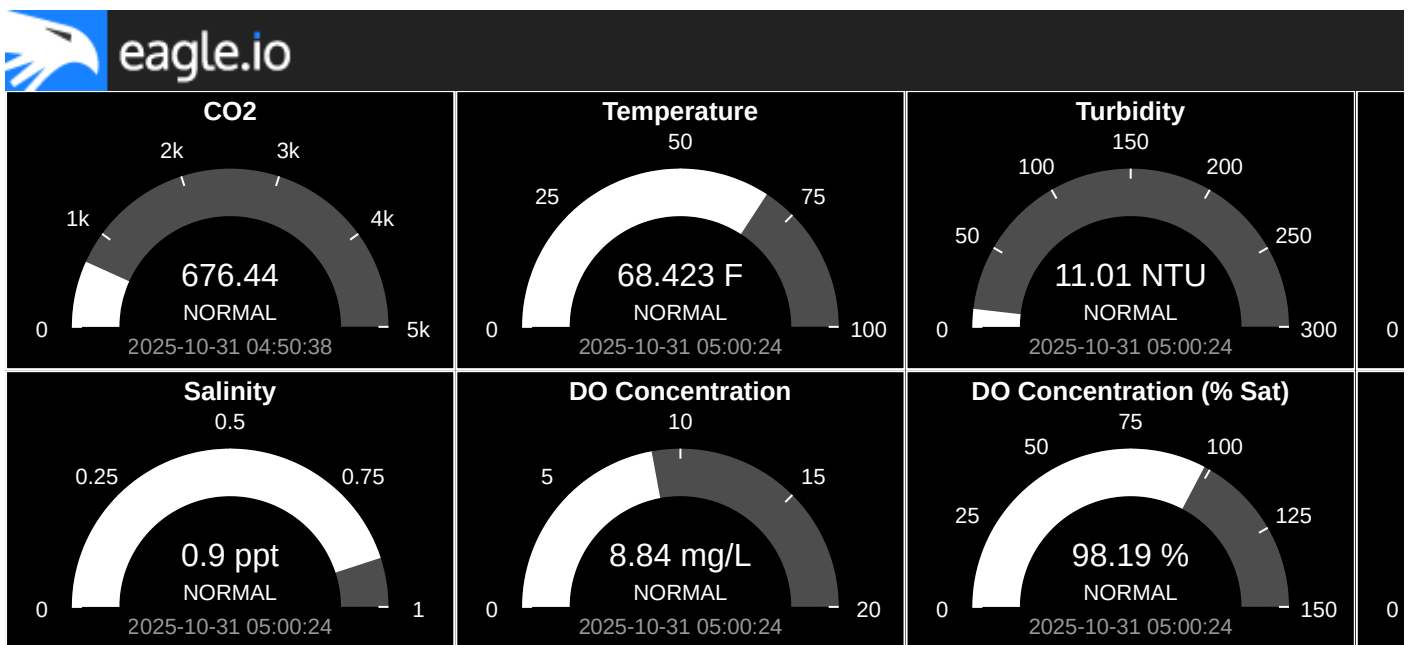 eagle.io
CO2
0
1k
2k
3k
4k
5k
676.44
NORMAL
2025-10-31 04:50:38
Temperature
0
25
50
75
100
68.423 F
NORMAL
2025-10-31 05:00:24
Turbidity
0
50
100
150
200
250
300
11.01 NTU
NORMAL
2025-10-31 05:00:24
0
Salinity
0
0.25
0.5
0.75
1
0.9 ppt
NORMAL
2025-10-31 05:00:24
DO Concentration
0
5
10
15
20
8.84 mg/L
NORMAL
2025-10-31 05:00:24
DO Concentration (% Sat)
0
25
50
75
100
125
150
98.19 %
NORMAL
2025-10-31 05:00:24
0